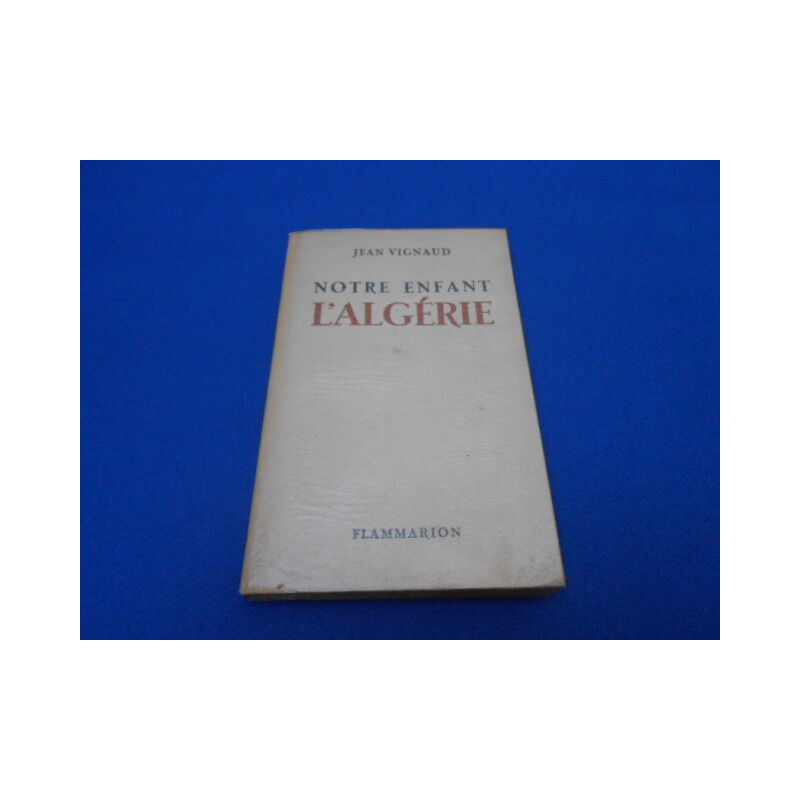 JEAN VIGNAUD
NOTRE ENFANT
L'ALGÉRIE
FLAMMARION